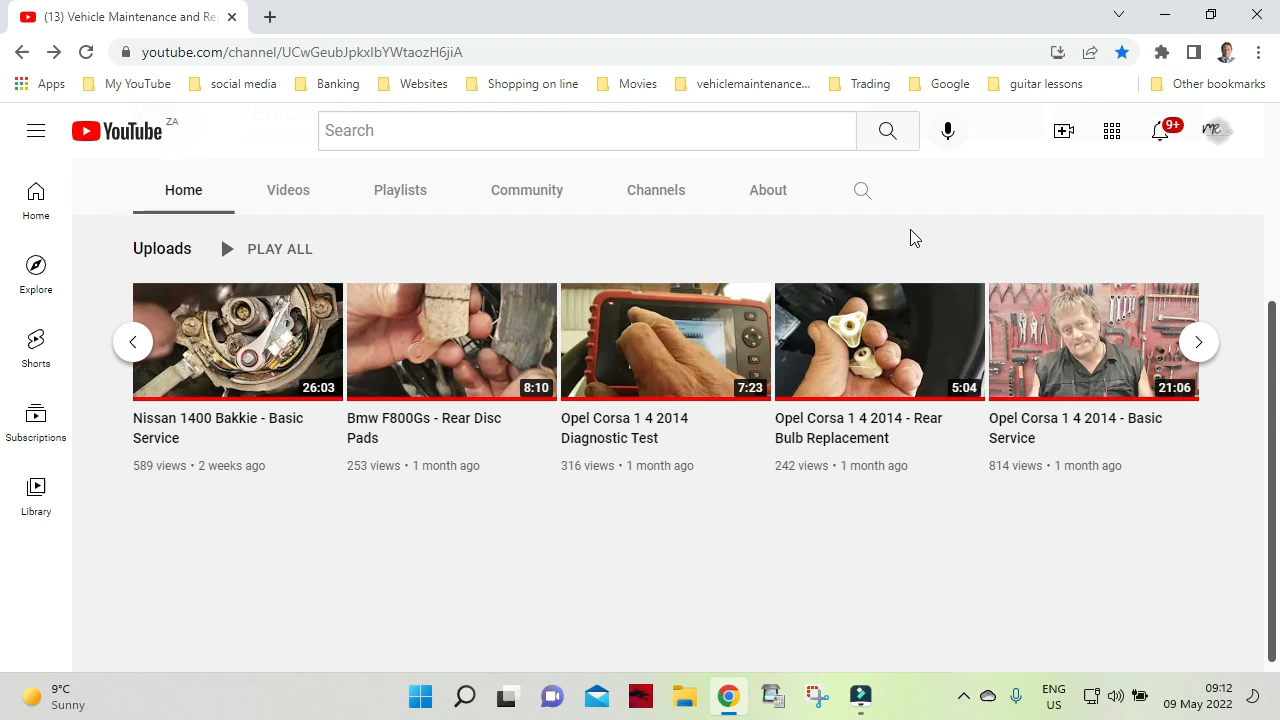 (13) Vehicle Maintenance and Re
youtube.com/channel/UCwGeubJpkxIbYWtaozH6jiA
Apps My YouTube social media Banking Websites Shopping on line Movies vehiclemaintenance... Trading Google guitar lessons Other bookmarks
YouTube ZA
Search
9+
Home Videos Playlists Community Channels About
Home
Explore
Shorts
Subscriptions
Library
Uploads PLAY ALL
26:03 8:10 7:23 5:04 21:06
Nissan 1400 Bakkie - Basic
Service
589 views • 2 weeks ago
Bmw F800Gs - Rear Disc
Pads
253 views • 1 month ago
Opel Corsa 1 4 2014
Diagnostic Test
316 views • 1 month ago
Opel Corsa 1 4 2014 - Rear
Bulb Replacement
242 views • 1 month ago
Opel Corsa 1 4 2014 - Basic
Service
814 views • 1 month ago
9°C
Sunny
ENG
US
09:12
09 May 2022